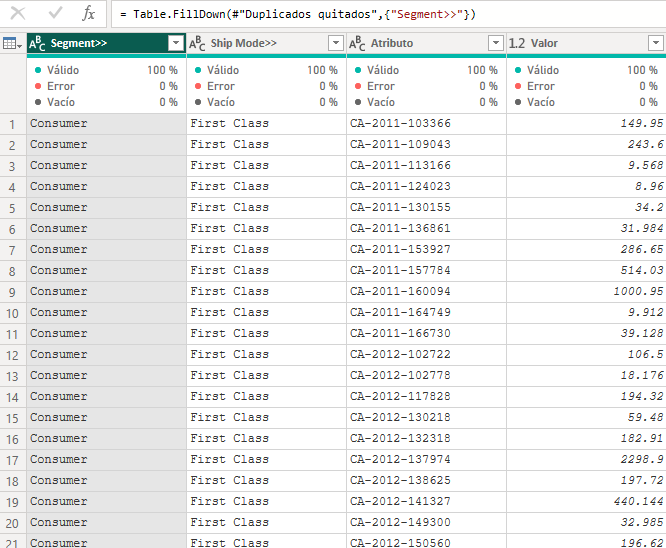 fx = Table.FillDown(#"Duplicados quitados",{"Segment>>"})
ABC Segment>> ABC Ship Mode>> ABC Atributo 1.2 Valor
Válido 100 % Válido 100 % Válido 100 % Válido 100 %
Error 0 % Error 0 % Error 0 % Error 0 %
Vacío 0 % Vacío 0 % Vacío 0 % Vacío 0 %
1 Consumer First Class CA-2011-103366 149.95
2 Consumer First Class CA-2011-109043 243.6
3 Consumer First Class CA-2011-113166 9.568
4 Consumer First Class CA-2011-124023 8.96
5 Consumer First Class CA-2011-130155 34.2
6 Consumer First Class CA-2011-136861 31.984
7 Consumer First Class CA-2011-153927 286.65
8 Consumer First Class CA-2011-157784 514.03
9 Consumer First Class CA-2011-160094 1000.95
10 Consumer First Class CA-2011-164749 9.912
11 Consumer First Class CA-2011-166730 39.128
12 Consumer First Class CA-2012-102722 106.5
13 Consumer First Class CA-2012-102778 18.176
14 Consumer First Class CA-2012-117828 194.32
15 Consumer First Class CA-2012-130218 59.48
16 Consumer First Class CA-2012-132318 182.91
17 Consumer First Class CA-2012-137974 2298.9
18 Consumer First Class CA-2012-138625 197.72
19 Consumer First Class CA-2012-141327 440.144
20 Consumer First Class CA-2012-149300 32.985
21 Consumer First Class CA-2012-150560 196.62